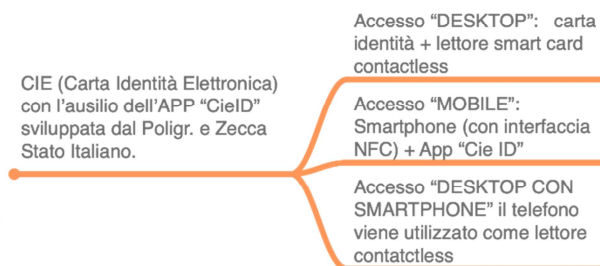 CIE (Carta Identità Elettronica)
con l'ausilio dell'APP “CieID”
sviluppata dal Poligr. e Zecca
Stato Italiano.
Accesso “DESKTOP”: carta
identità + lettore smart card
contactless
Accesso “MOBILE”:
Smartphone (con interfaccia
NFC) + App “Cie ID”
Accesso “DESKTOP CON
SMARTPHONE” il telefono
viene utilizzato come lettore
contatctless